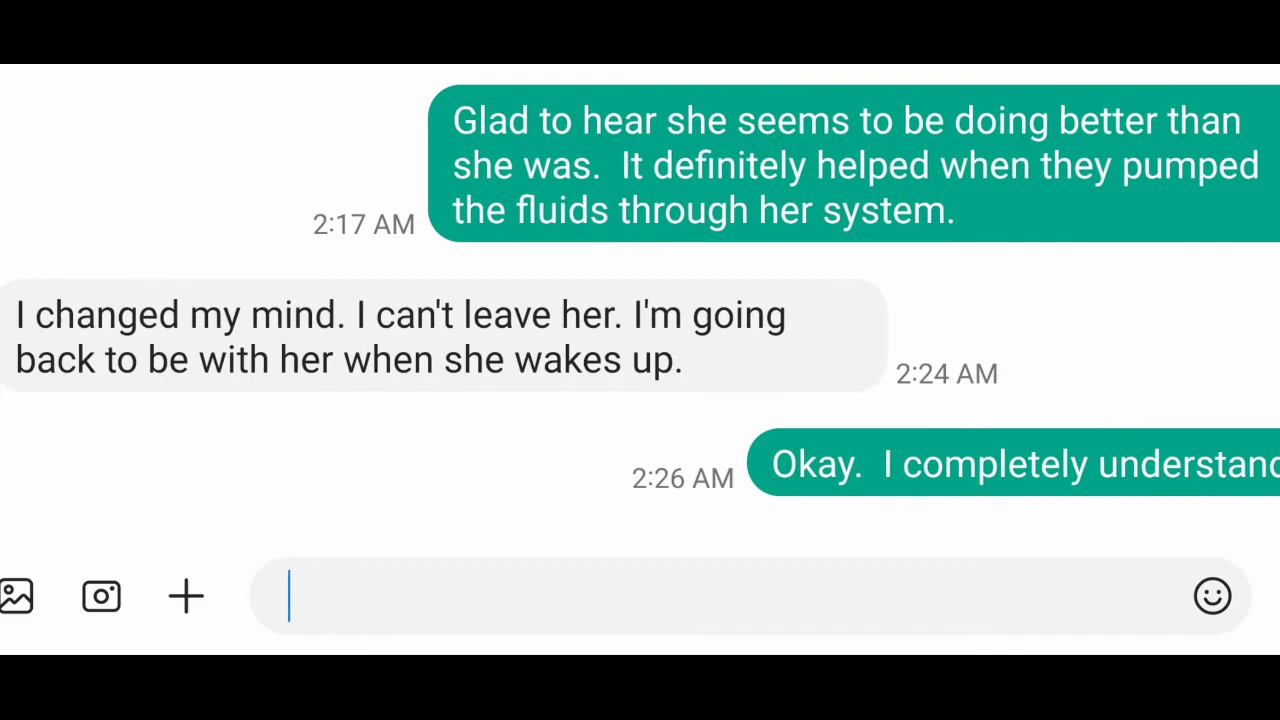 Glad to hear she seems to be doing better than
she was.  It definitely helped when they pumped
the fluids through her system.
2:17 AM
I changed my mind. I can't leave her. I'm going
back to be with her when she wakes up.
2:24 AM
Okay.  I completely understand
2:26 AM